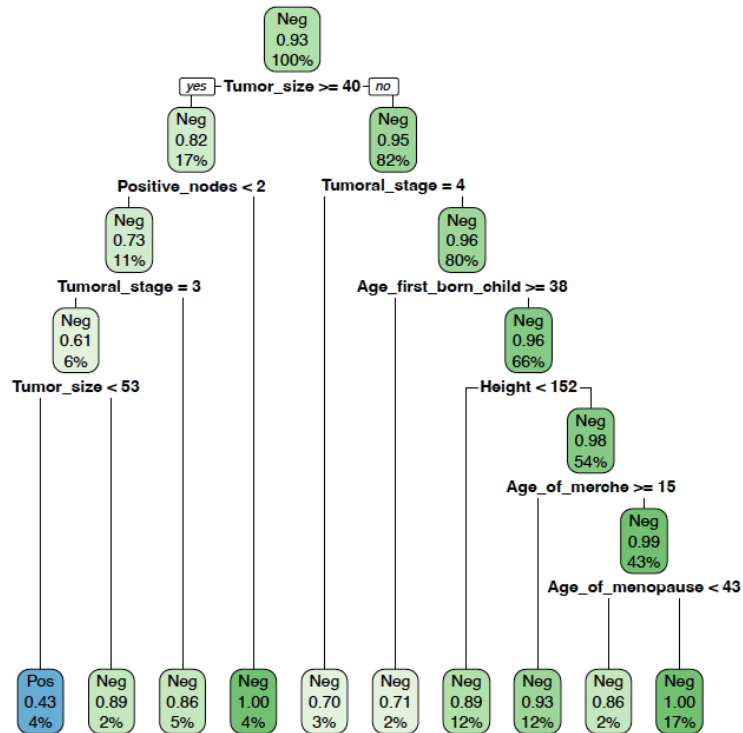 Neg
0.93
100%
yes Tumor_size >= 40 no
Neg
0.82
17%
Neg
0.95
82%
Positive_nodes < 2
Tumoral_stage = 4
Neg
0.73
11%
Neg
0.96
80%
Tumoral_stage = 3
Age_first_born_child >= 38
Neg
0.61
6%
Neg
0.96
66%
Tumor_size < 53
Height < 152
Neg
0.98
54%
Age_of_merche >= 15
Neg
0.99
43%
Age_of_menopause < 43
Pos
0.43
4%
Neg
0.89
2%
Neg
0.86
5%
Neg
1.00
4%
Neg
0.70
3%
Neg
0.71
2%
Neg
0.89
12%
Neg
0.93
12%
Neg
0.86
2%
Neg
1.00
17%